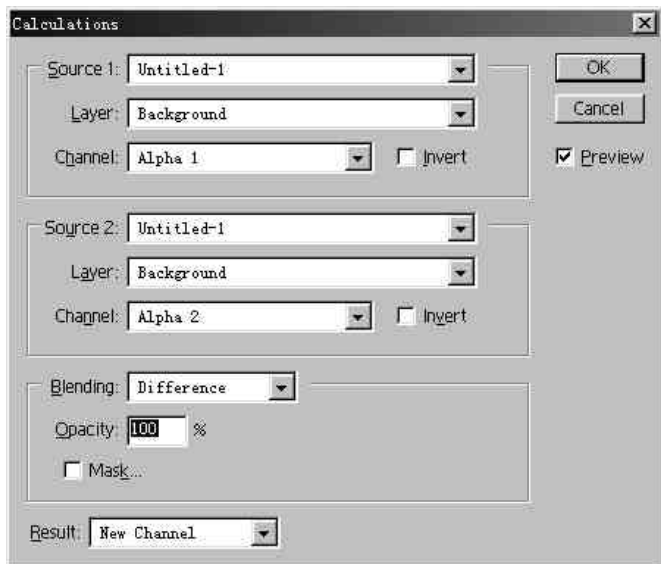 Calculations
Source 1: Untitled-1
OK
Layer: Background
Cancel
Channel: Alpha 1
Invert
Preview
Source 2: Untitled-1
Layer: Background
Channel: Alpha 2
Invert
Blending: Difference
Opacity: 100 %
Mask...
Result: New Channel